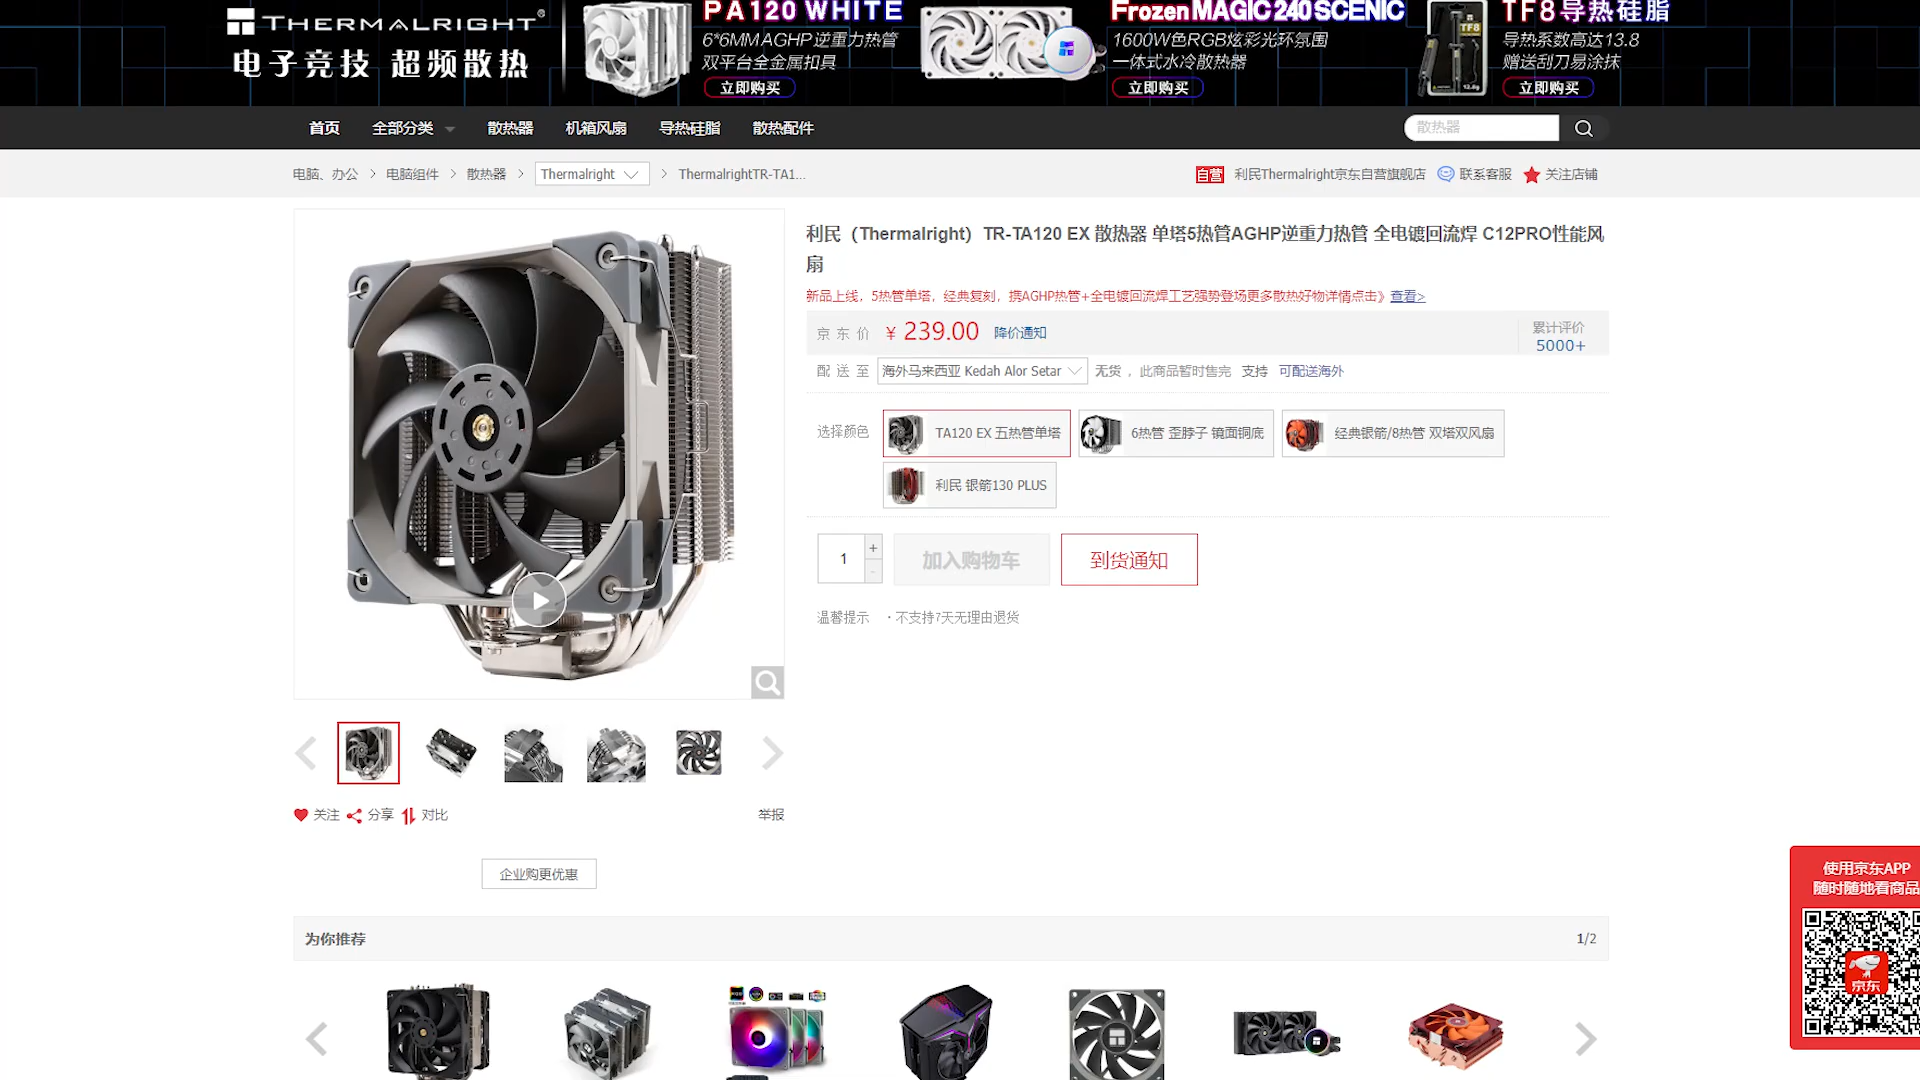 THERMALRIGHT®
电子竞技 超频散热
PA120 WHITE
6*6MM AGHP逆重力热管
双平台全金属扣具
立即购买
Frozen MAGIC 240 SCENIC
1600W色RGB炫彩光环氛围
一体式水冷散热器
立即购买
TF8
12.8g
TF8导热硅脂
导热系数高达13.8
赠送刮刀易涂抹
立即购买
首页 全部分类 散热器 机箱风扇 导热硅脂 散热配件
散热器
电脑、办公 > 电脑组件 > 散热器 > Thermalright > ThermalrightTR-TA1...
自营 利民Thermalright京东自营旗舰店 联系客服 关注店铺
利民（Thermalright）TR-TA120 EX 散热器 单塔5热管AGHP逆重力热管 全电镀回流焊 C12PRO性能风
扇
新品上线，5热管单塔，经典复刻，携AGHP热管+全电镀回流焊工艺强势登场更多散热好物详情点击》查看>
京东价 ￥239.00 降价通知
累计评价
5000+
配送至 海外马来西亚 Kedah Alor Setar 无货，此商品暂时售完 支持 可配送海外
选择颜色 TA120 EX 五热管单塔 6热管 歪脖子 镜面铜底 经典银箭/8热管 双塔双风扇
利民 银箭130 PLUS
1 + - 加入购物车 到货通知
温馨提示 ·不支持7天无理由退货
关注 分享 对比 举报
企业购更优惠
为你推荐 1/2
使用京东APP
随时随地看商品
京东